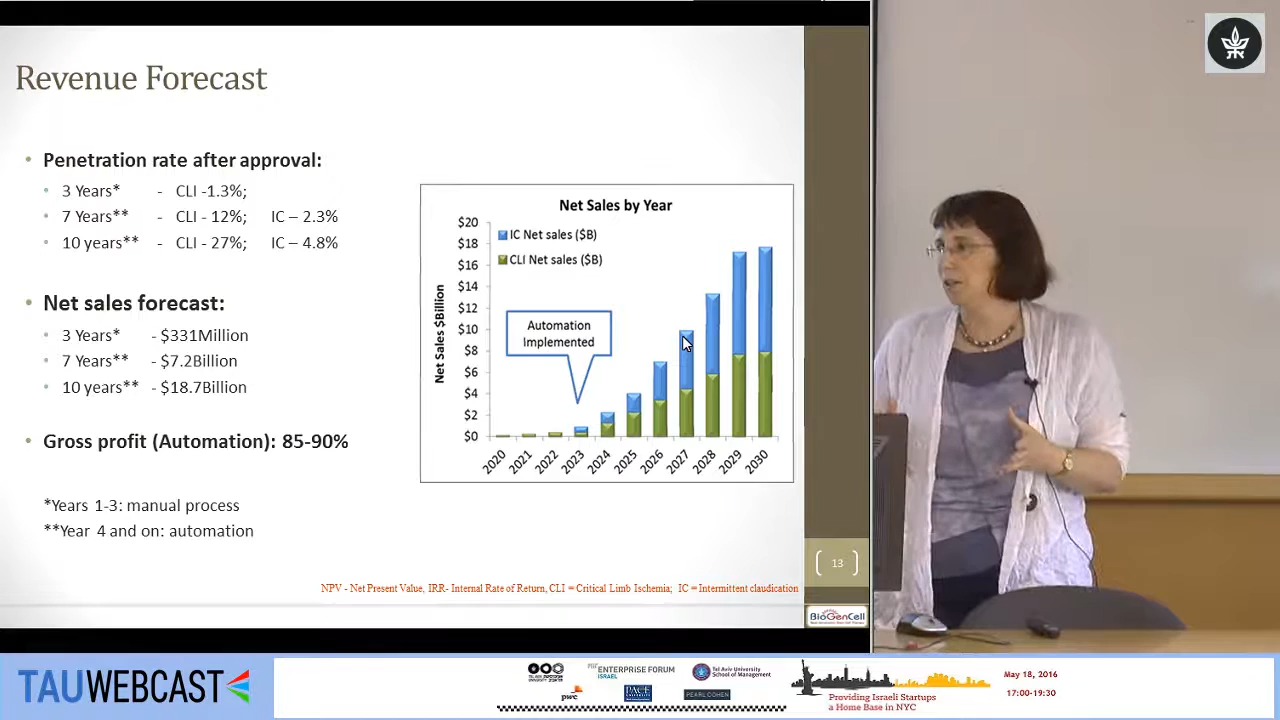 Revenue Forecast
• Penetration rate after approval:
• 3 Years* - CLI -1.3%;
• 7 Years** - CLI - 12%; IC – 2.3%
• 10 years** - CLI - 27%; IC – 4.8%
• Net sales forecast:
• 3 Years* - $331Million
• 7 Years** - $7.2Billion
• 10 years** - $18.7Billion
• Gross profit (Automation): 85-90%
*Years 1-3: manual process
**Year 4 and on: automation
Net Sales by Year
Net Sales $Billion
$20
$18
$16
$14
$12
$10
$8
$6
$4
$2
$0
IC Net sales ($B)
CLI Net sales ($B)
Automation
Implemented
2020 2021 2022 2023 2024 2025 2026 2027 2028 2029 2030
13
NPV - Net Present Value, IRR- Internal Rate of Return, CLI = Critical Limb Ischemia; IC = Intermittent claudication
BioGenCell
TAUWEBCAST
ENTERPRISE FORUM
ISRAEL
Tel Aviv University
School of Management
pwc
PACE
PEARL COHEN
Providing Israeli Startups
a Home Base in NYC
May 18, 2016
17:00-19:30